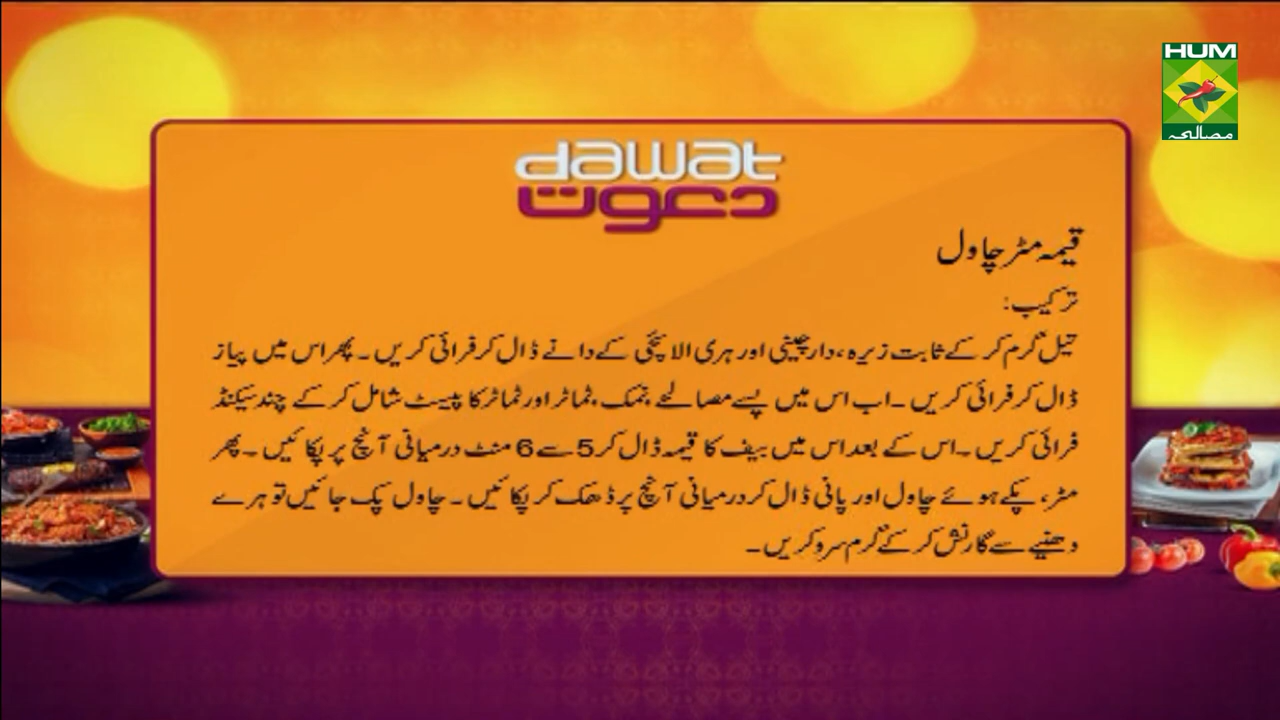 HUM
مصالحہ
dawat
دعوت
قیمہ مٹر چاول
ترکیب:
تیل گرم کر کے ثابت زیرہ، دار چینی اور ہری الائچی کے دانے ڈال کر فرائی کریں۔ پھر اس میں پیاز
ڈال کر فرائی کریں۔ اب اس میں پسے مصالحے، نمک، ٹماٹر اور ٹماٹر کا پیسٹ شامل کر کے چند سیکنڈ
فرائی کریں۔ اس کے بعد اس میں بیف کا قیمہ ڈال کر 5 سے 6 منٹ درمیانی آنچ پر پکائیں۔ پھر
مٹر، پکے ہوئے چاول اور پانی ڈال کر درمیانی آنچ پر ڈھک کر پکائیں۔ چاول پک جائیں تو ہرے
دھنیے سے گارنش کر کے گرم سرو کریں۔